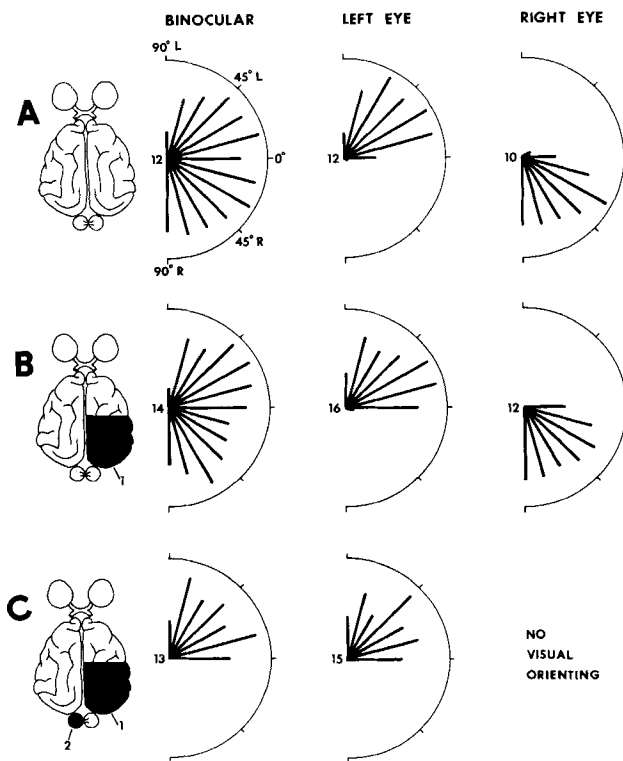 BINOCULAR LEFT EYE RIGHT EYE
90° L
45° L
A
12
0°
12
10
45° R
90° R
B
14
16
12
1
C
13
15
NO
VISUAL
ORIENTING
2
1